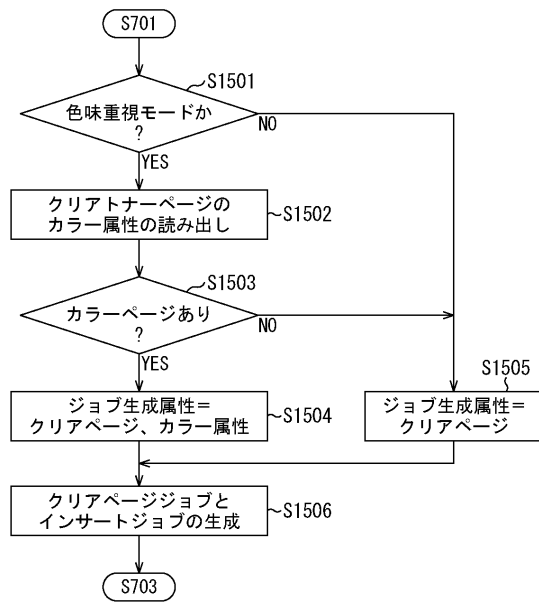 S701
S1501
色味重視モードか
?
NO
YES
クリアトナーページの
カラー属性の読み出し
S1502
S1503
カラーページあり
?
NO
YES
S1505
ジョブ生成属性＝
クリアページ、カラー属性
S1504
ジョブ生成属性＝
クリアページ
クリアページジョブと
インサートジョブの生成
S1506
S703